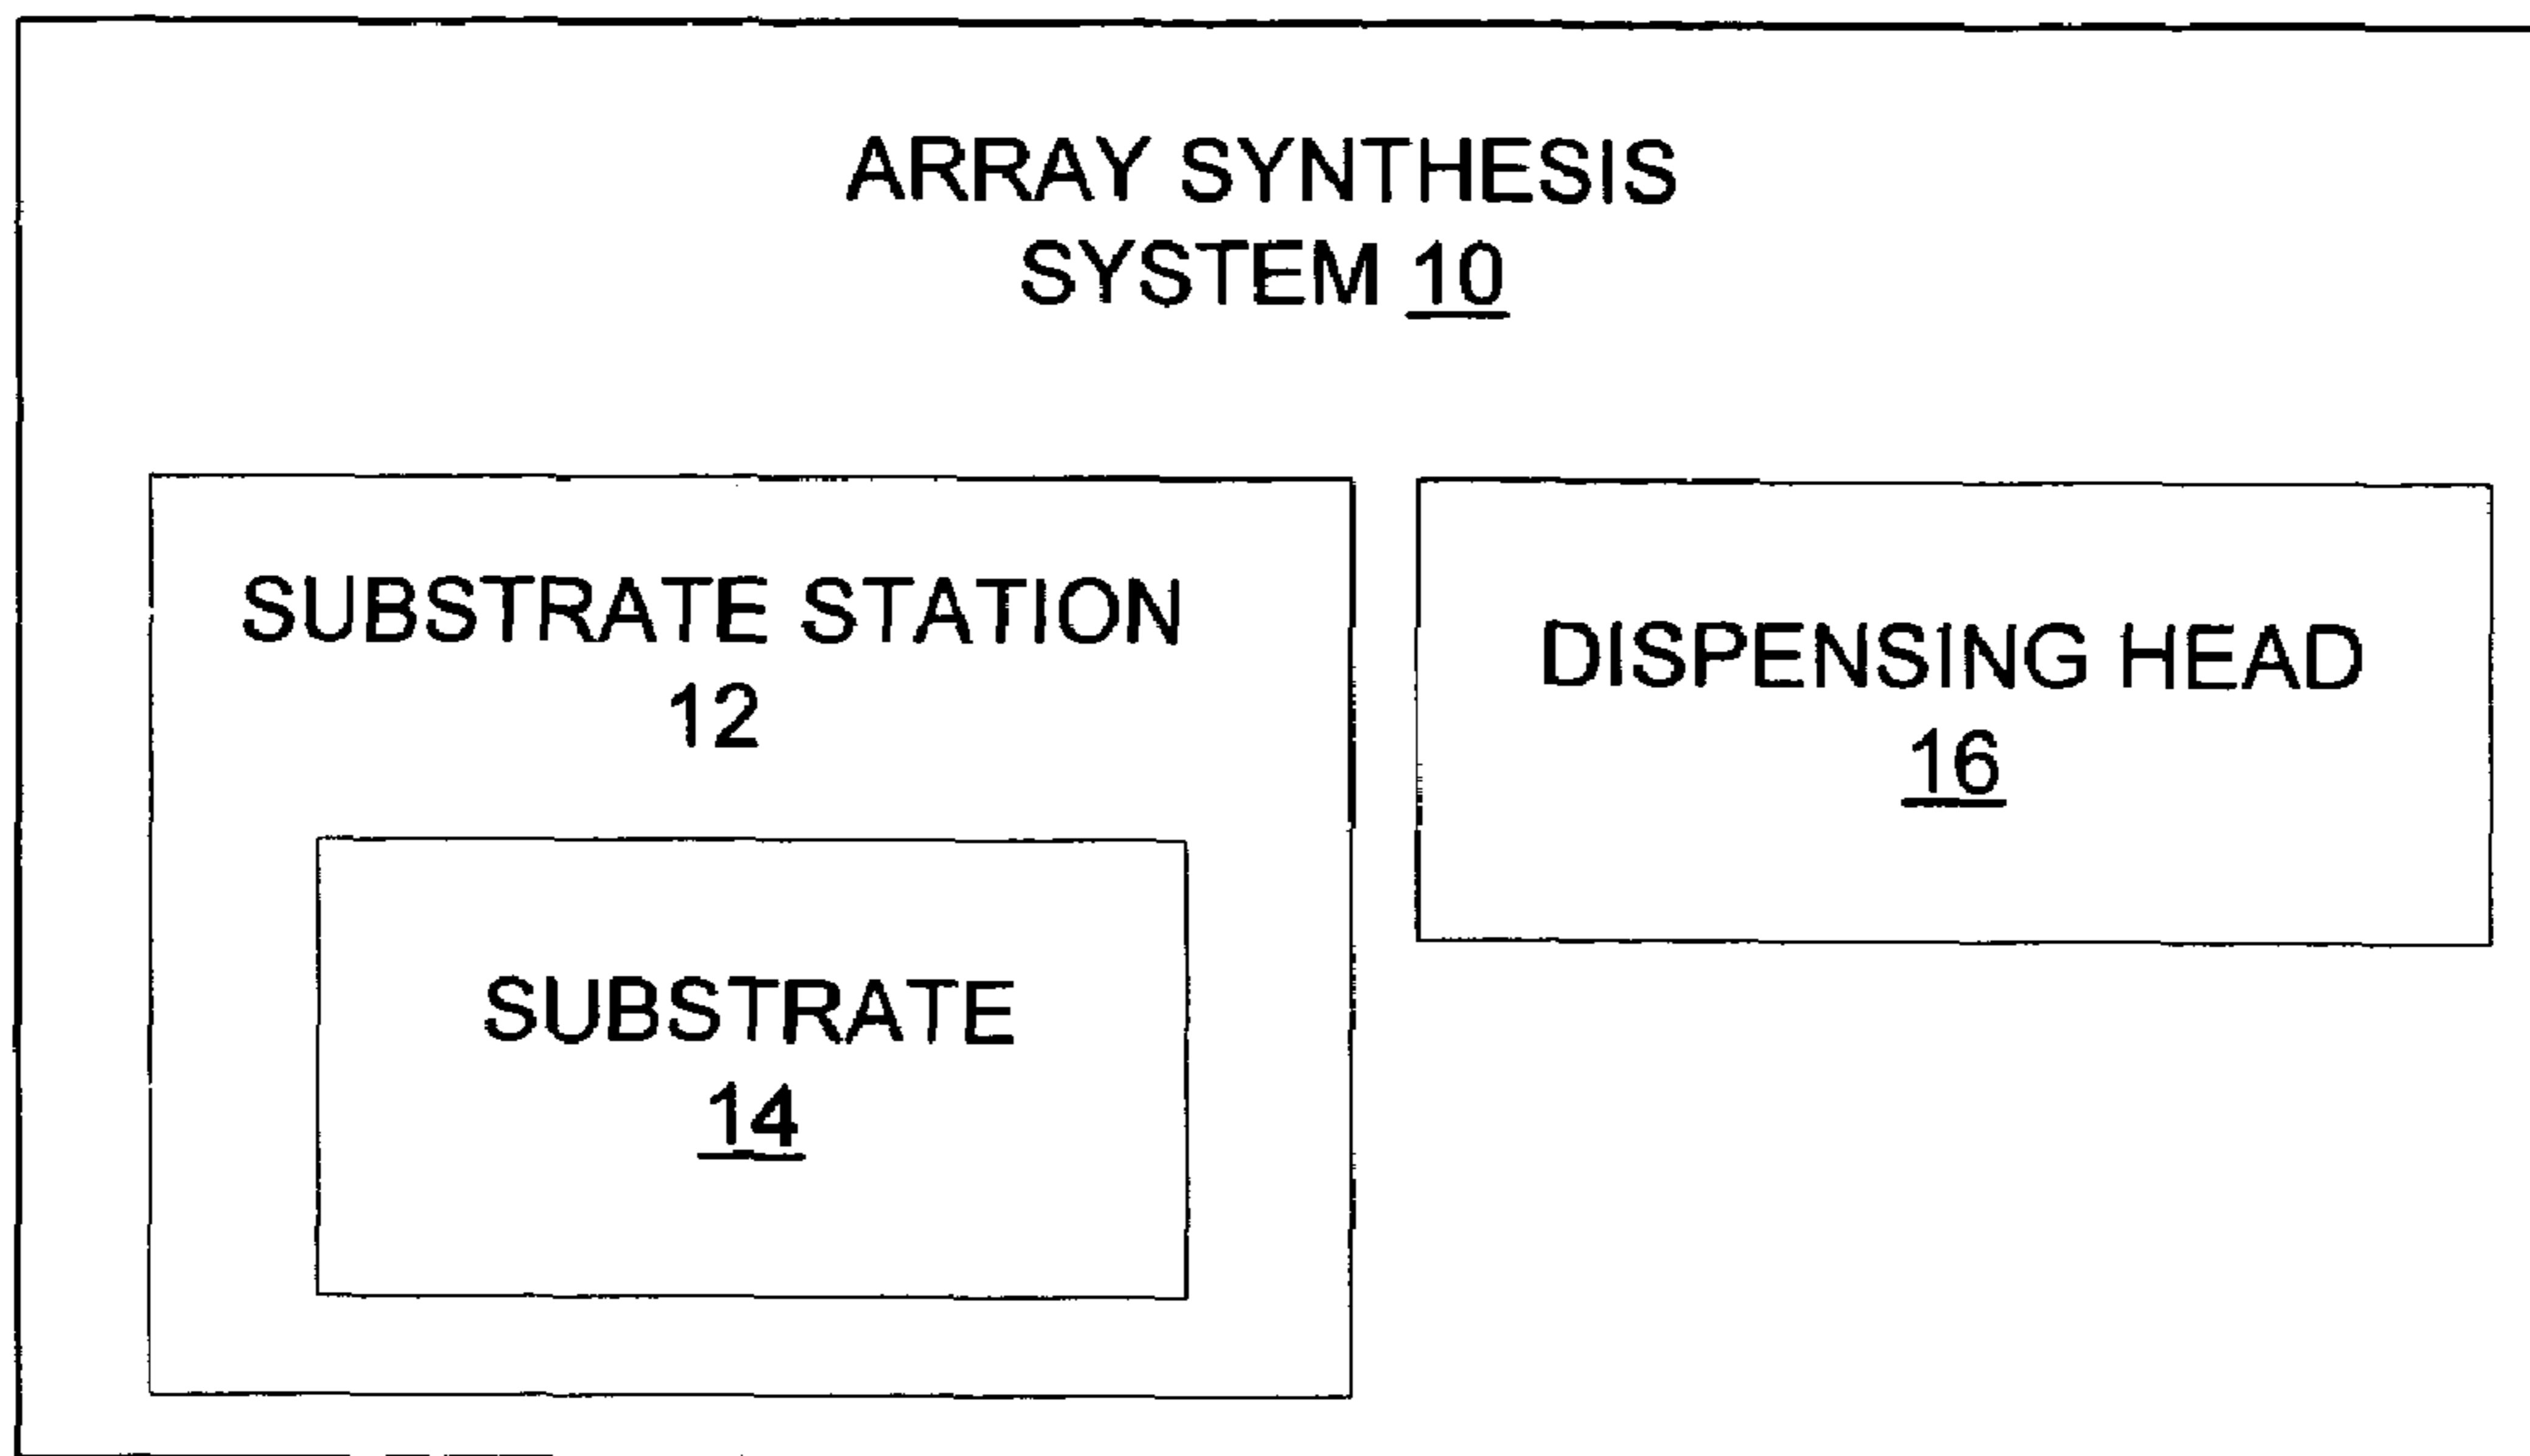 ARRAY SYNTHESIS
SYSTEM 10
SUBSTRATE STATION
12
DISPENSING HEAD
16
SUBSTRATE
14